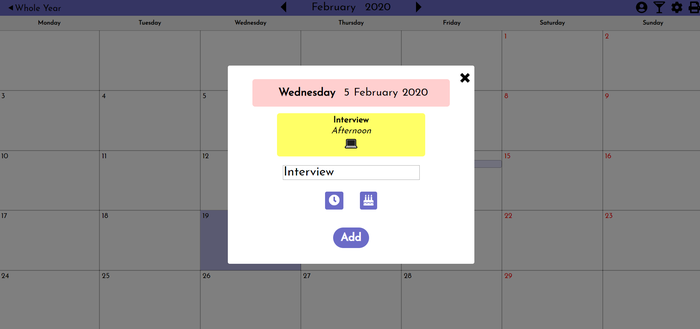 Whole Year
February 2020
Monday Tuesday Wednesday Thursday Friday Saturday Sunday
1 2
3 4 5 8 9
Wednesday 5 February 2020
Interview
Afternoon
Interview
Add
10 11 12 15 16
17 18 19 22 23
24 25 26 27 28 29